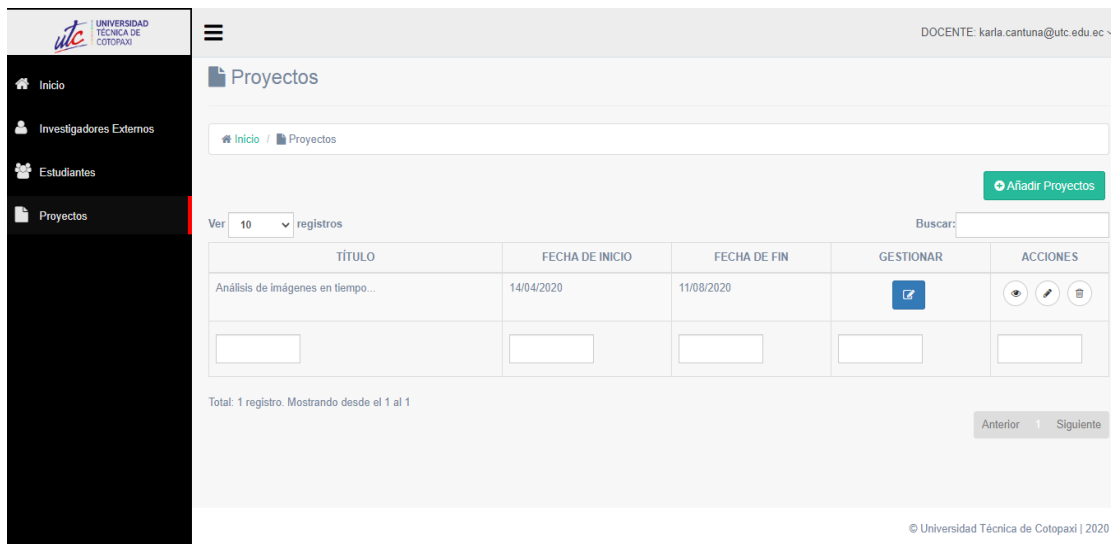 utc
UNIVERSIDAD
TÉCNICA DE
COTOPAXI
DOCENTE: karla.cantuna@utc.edu.ec
Inicio
Investigadores Externos
Estudiantes
Proyectos
Proyectos
Inicio / Proyectos
Añadir Proyectos
Ver 10 registros
Buscar:
TÍTULO FECHA DE INICIO FECHA DE FIN GESTIONAR ACCIONES
Análisis de imágenes en tiempo... 14/04/2020 11/08/2020
Total: 1 registro. Mostrando desde el 1 al 1
Anterior 1 Siguiente
© Universidad Técnica de Cotopaxi | 2020